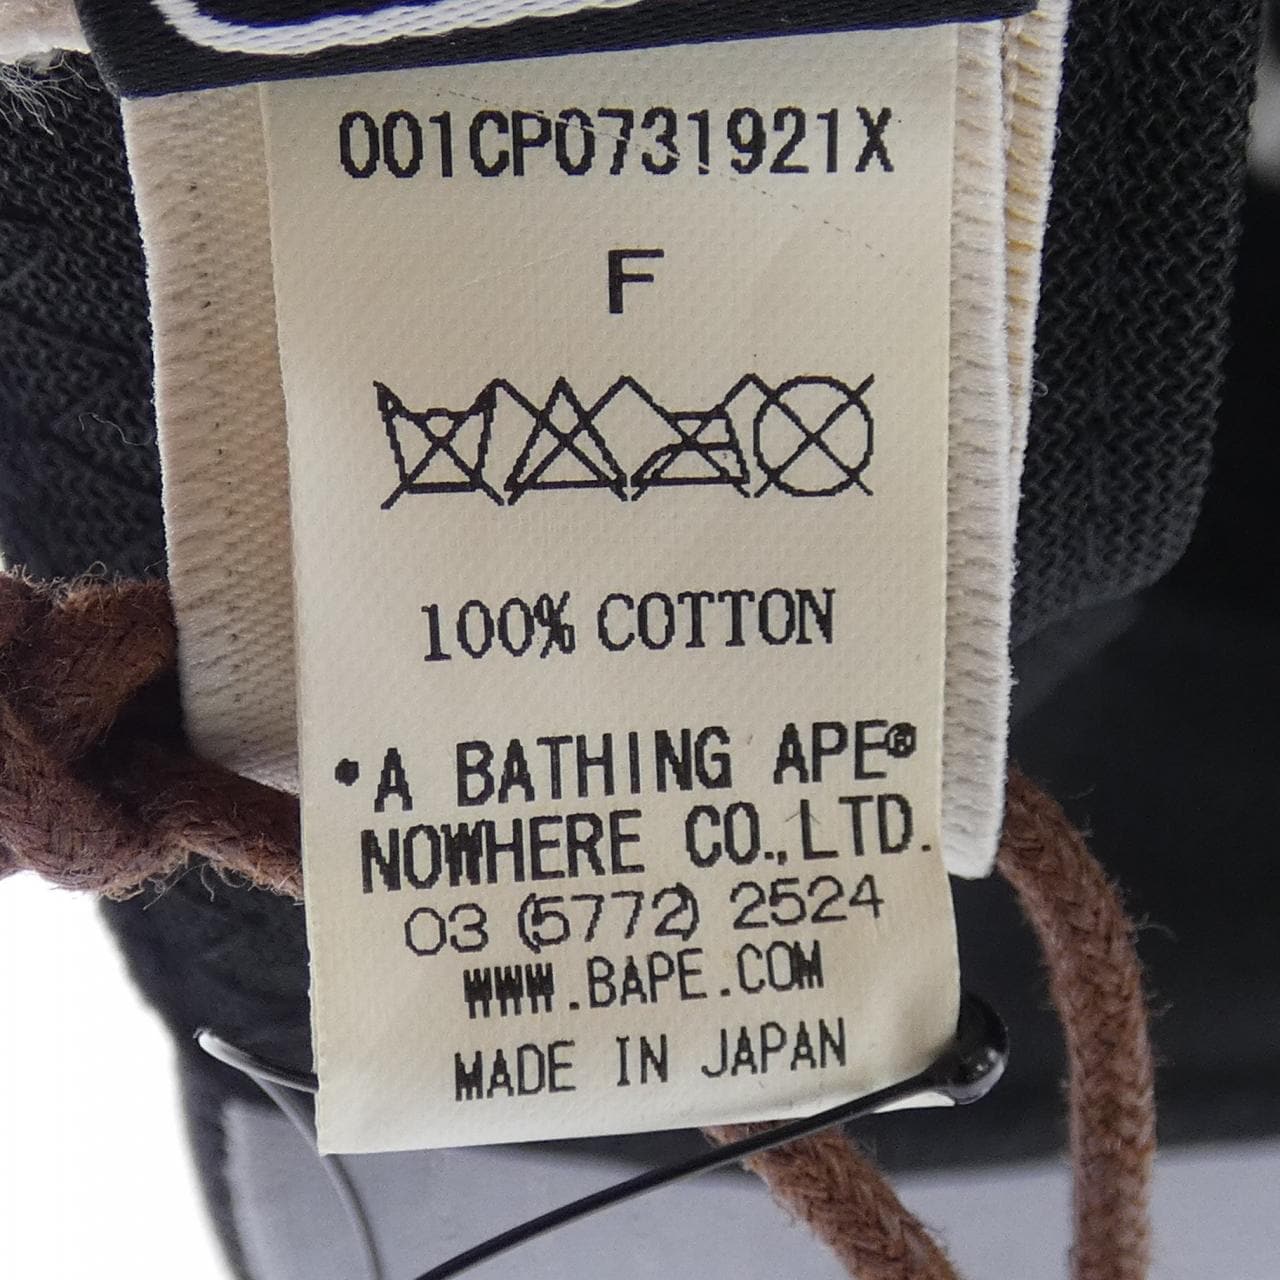 001CP0731921X
F
100% COTTON
•A BATHING APE®
NOWHERE CO.,LTD.
03 (5772) 2524
WWW.BAPE.COM
MADE IN JAPAN